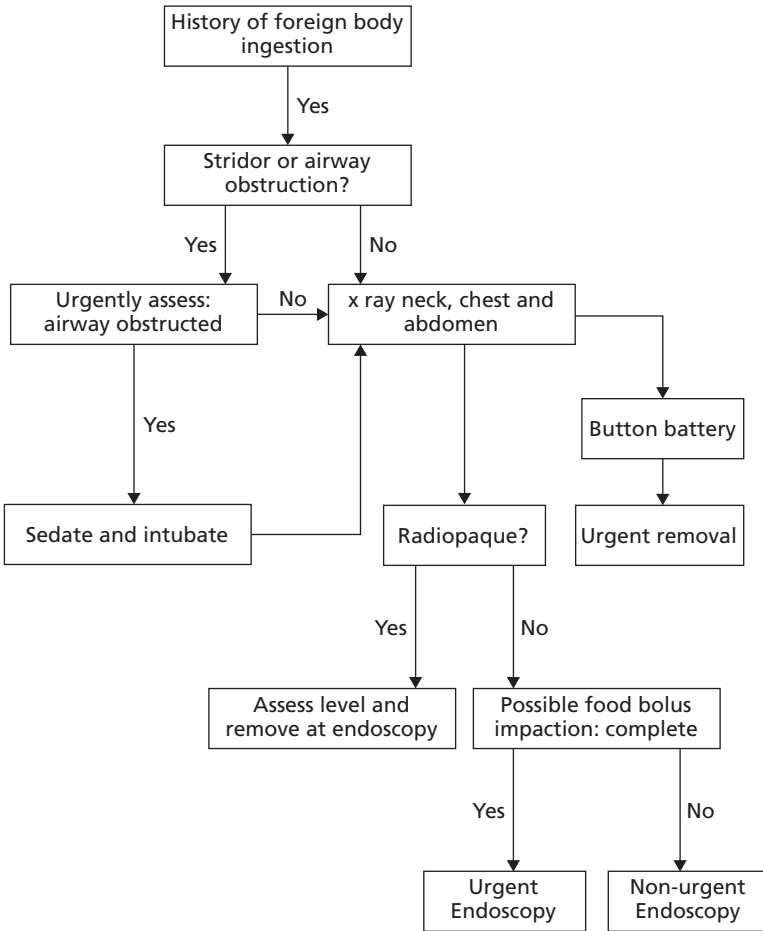 History of foreign body
ingestion
Yes
Stridor or airway
obstruction?
Yes
No
Urgently assess:
airway obstructed
No
x ray neck, chest and
abdomen
Yes
Button battery
Sedate and intubate
Radiopaque?
Urgent removal
Yes
No
Assess level and
remove at endoscopy
Possible food bolus
impaction: complete
Yes
No
Urgent
Endoscopy
Non-urgent
Endoscopy